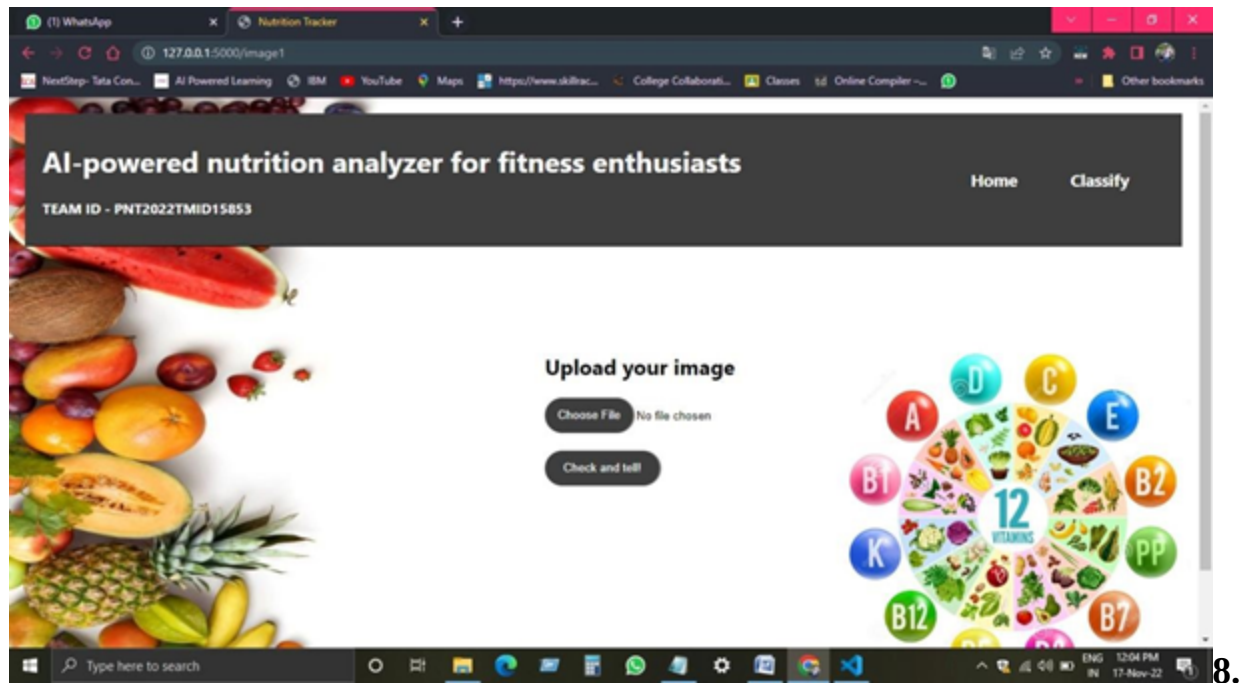 (1) WhatsApp
Nutrition Tracker
127.0.0.1:5000/image1
NextStep- Tata Con... AI Powered Learning IBM YouTube Maps https://www.skillrac... College Collaborati... Classes Online Compiler -... Other bookmarks
AI-powered nutrition analyzer for fitness enthusiasts
Home Classify
TEAM ID - PNT2022TMID15853
Upload your image
Choose File No file chosen
Check and tell!
D C
A E
B1 B2
12
VITAMINS
K PP
B12 B7
Type here to search
ENG 12:04 PM
IN 17-Nov-22
8.